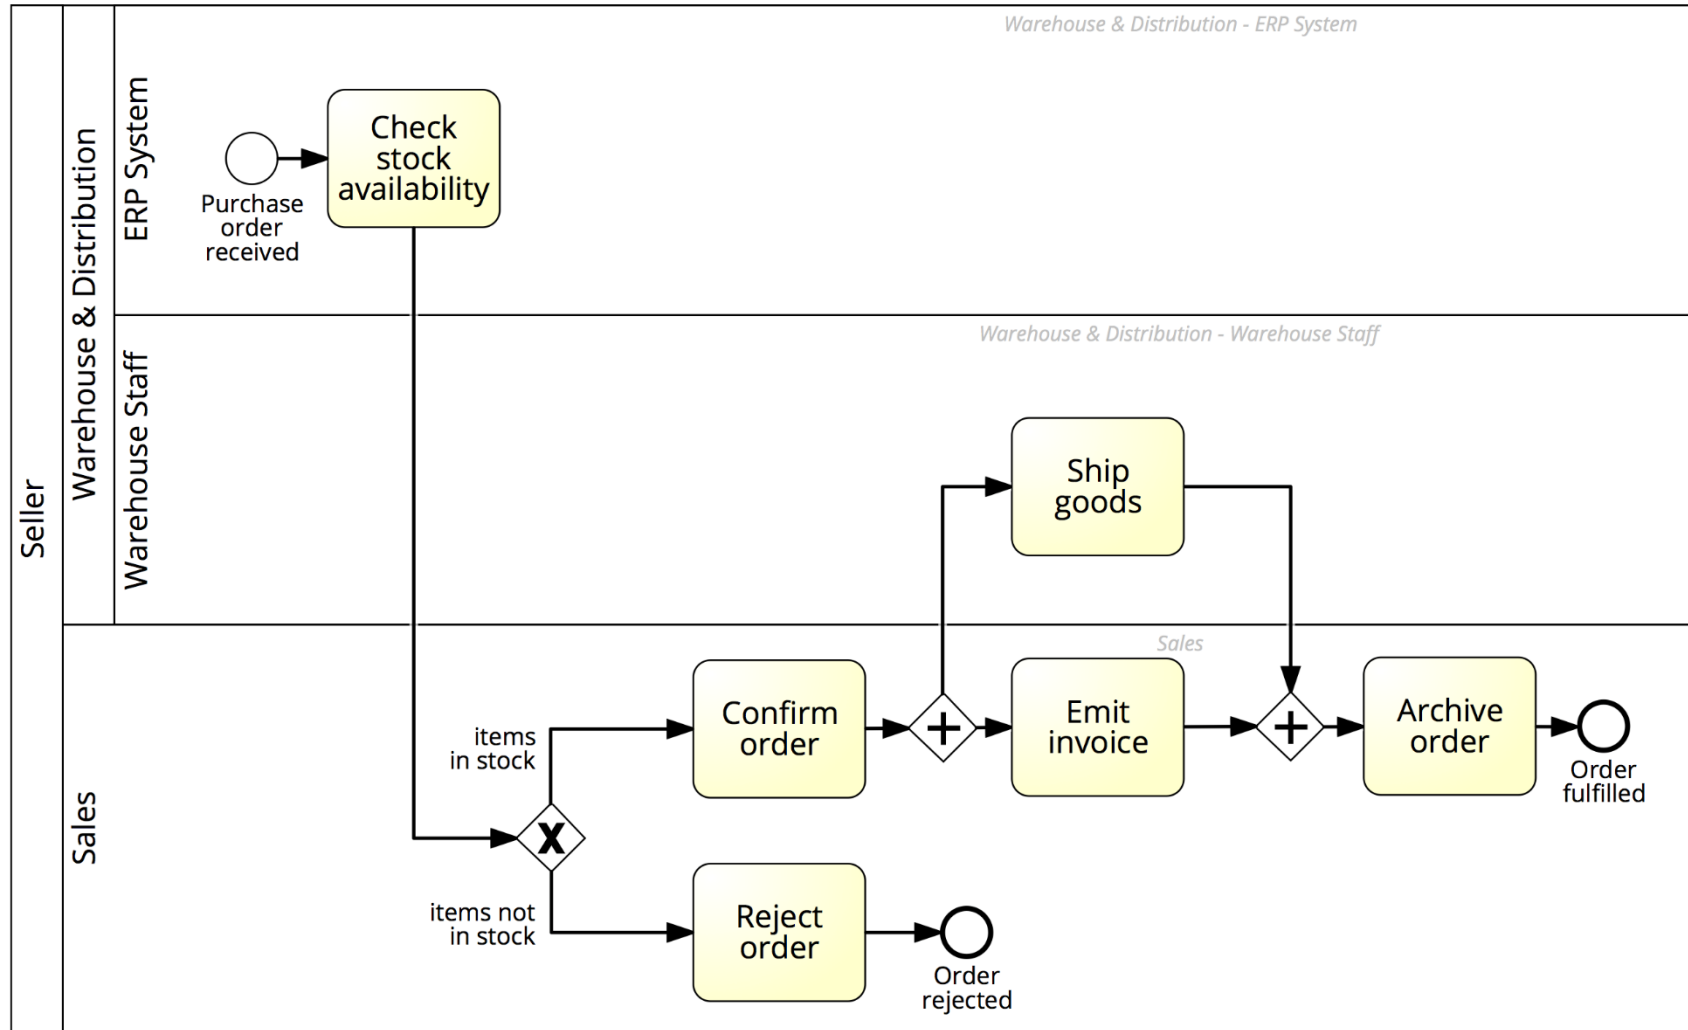 Seller
Warehouse & Distribution
ERP System
Warehouse & Distribution - ERP System
Purchase
order
received
Check
stock
availability
Warehouse Staff
Warehouse & Distribution - Warehouse Staff
Ship
goods
Sales
Sales
items
in stock
items not
in stock
Confirm
order
Emit
invoice
Archive
order
Order
fulfilled
Reject
order
Order
rejected